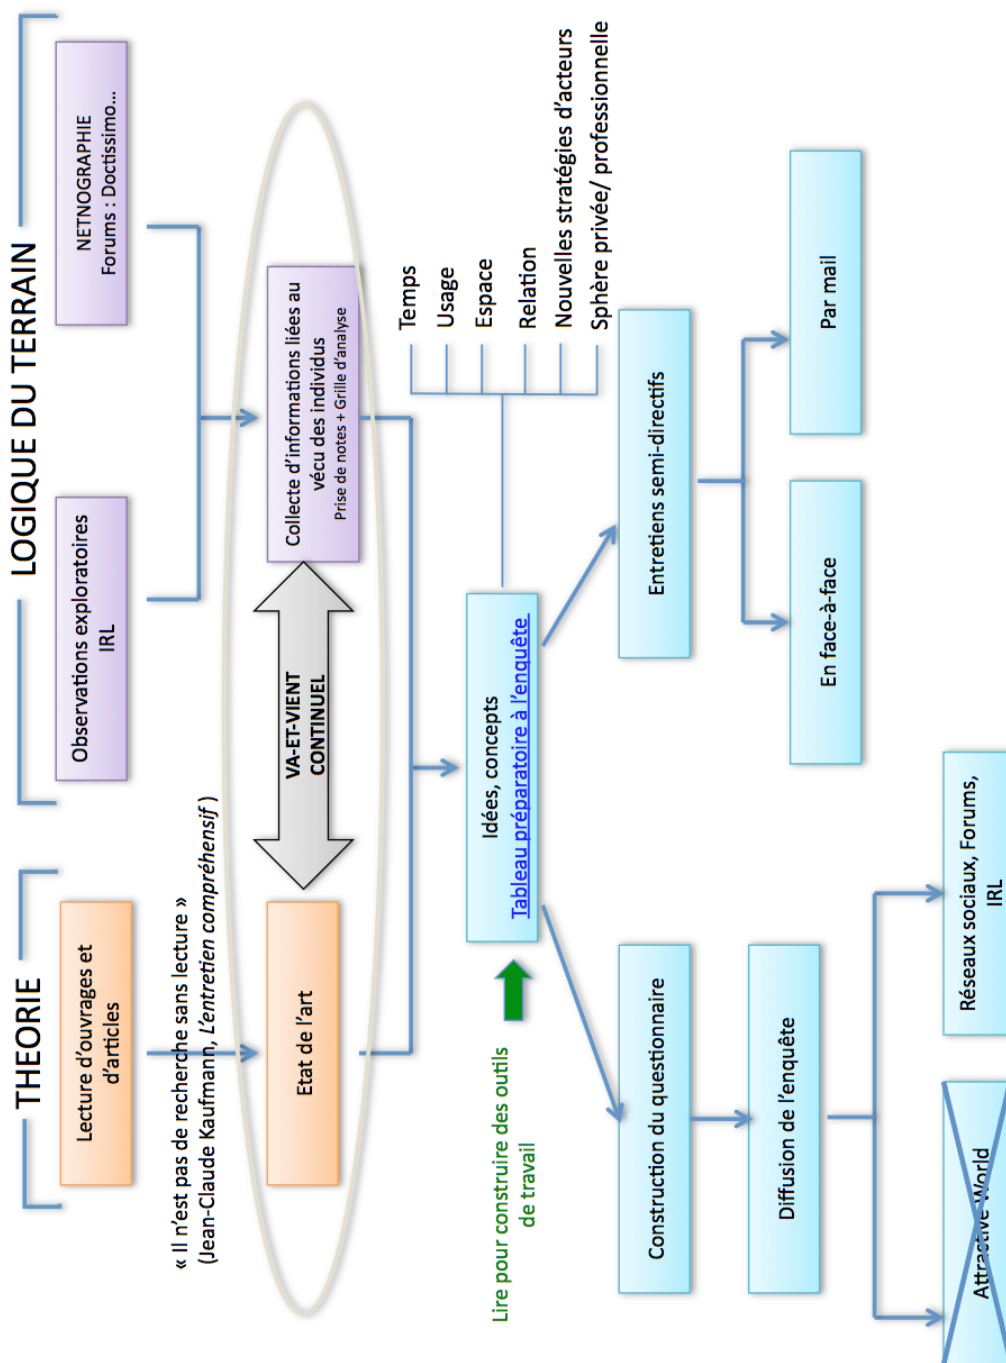 THEORIE
LOGIQUE DU TERRAIN
Lecture d'ouvrages et
d'articles
Observations exploratoires
IRL
NETNOGRAPHIE
Forums : Doctissimo...
« Il n'est pas de recherche sans lecture »
(Jean-Claude Kaufmann, L'entretien compréhensif )
Etat de l'art
VA-ET-VIENT
CONTINUEL
Collecte d'informations liées au
vécu des individus
Prise de notes + Grille d'analyse
Lire pour construire des outils
de travail
Idées, concepts
Tableau préparatoire à l'enquête
Temps
Usage
Espace
Relation
Nouvelles stratégies d'acteurs
Sphère privée/ professionnelle
Construction du questionnaire
Entretiens semi-directifs
Diffusion de l'enquête
En face-à-face
Par mail
Attractive World
Réseaux sociaux, Forums,
IRL